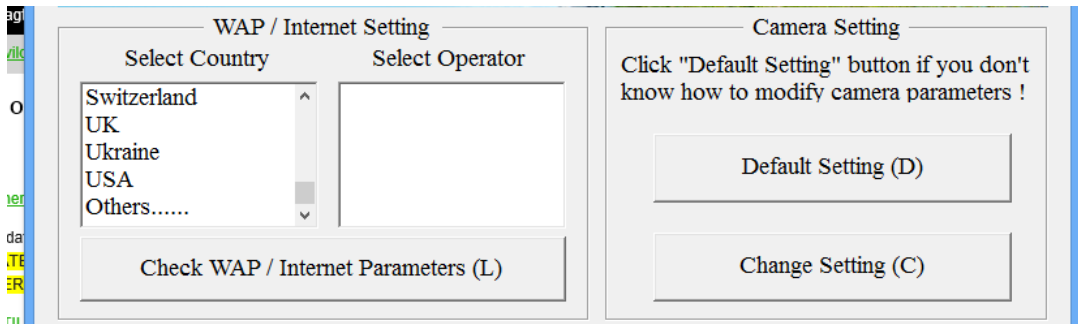 WAP / Internet Setting
Select Country
Select Operator
Switzerland
UK
Ukraine
USA
Others......
Check WAP / Internet Parameters (L)
Camera Setting
Click "Default Setting" button if you don't
know how to modify camera parameters !
Default Setting (D)
Change Setting (C)